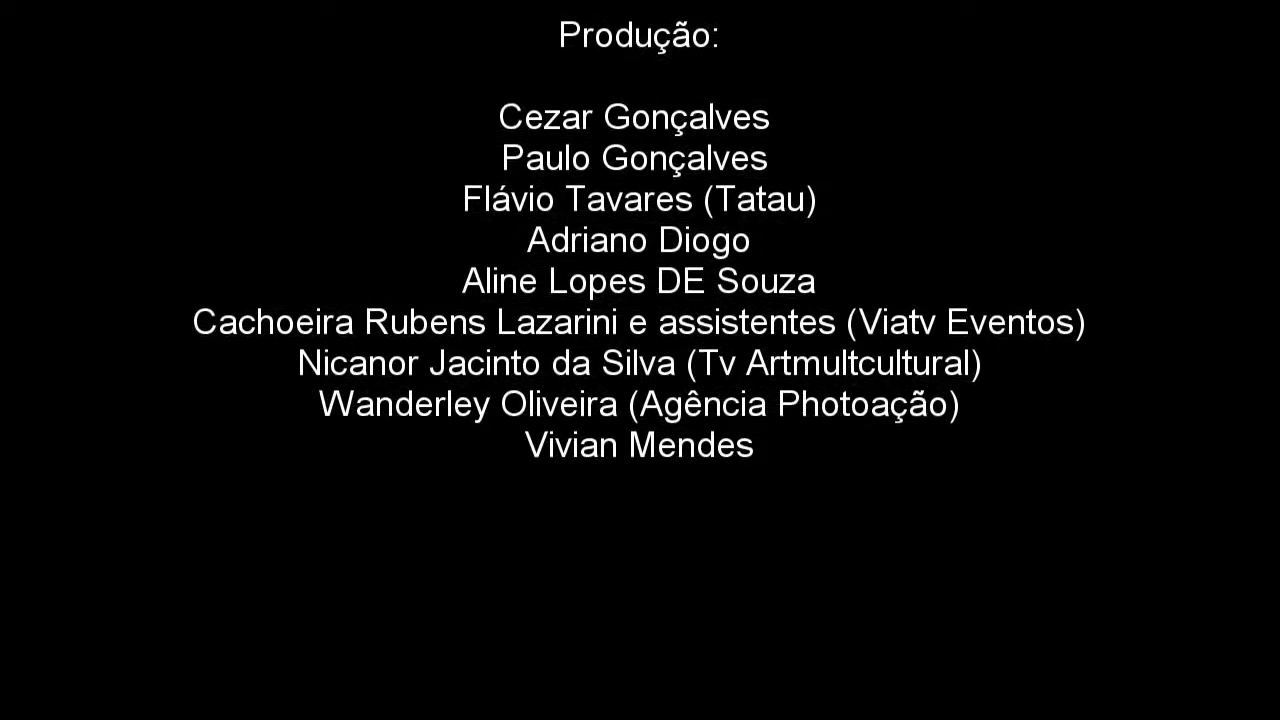 Produção:
Cezar Gonçalves
Paulo Gonçalves
Flávio Tavares (Tatau)
Adriano Diogo
Aline Lopes DE Souza
Cachoeira Rubens Lazarini e assistentes (Viatv Eventos)
Nicanor Jacinto da Silva (Tv Artmultcultural)
Wanderley Oliveira (Agência Photoação)
Vivian Mendes